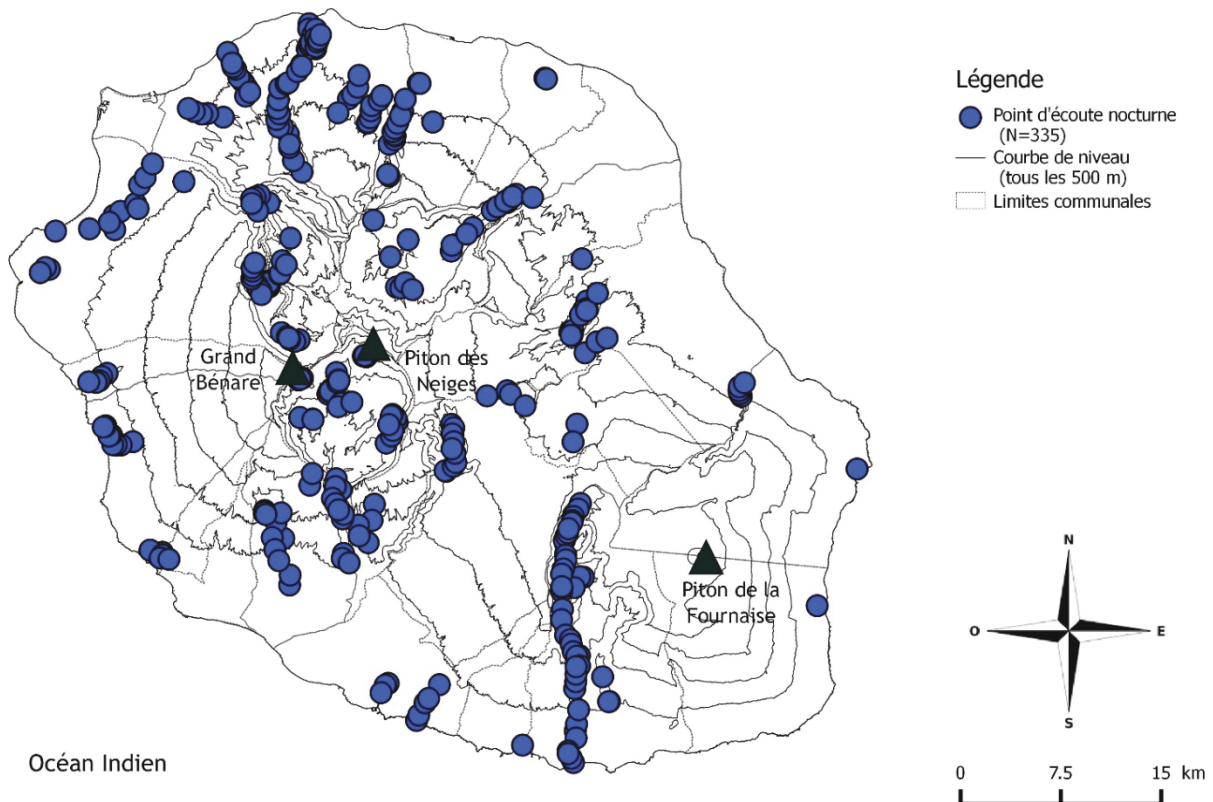 Légende
Point d'écoute nocturne
(N=335)
Courbe de niveau
(tous les 500 m)
Limites communales
Grand
Bénare
Piton des
Neiges
Piton de la
Fournaise
N
O
E
S
Océan Indien
0 7.5 15 km